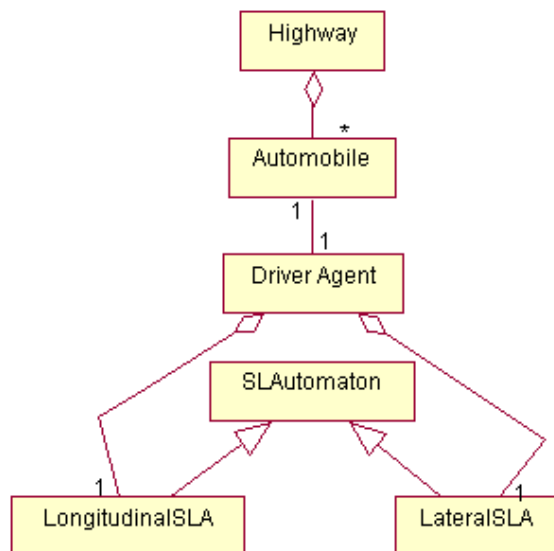 Highway
*
Automobile
1
1
Driver Agent
SLAutomaton
1
1
LongitudinalSLA
LateralSLA